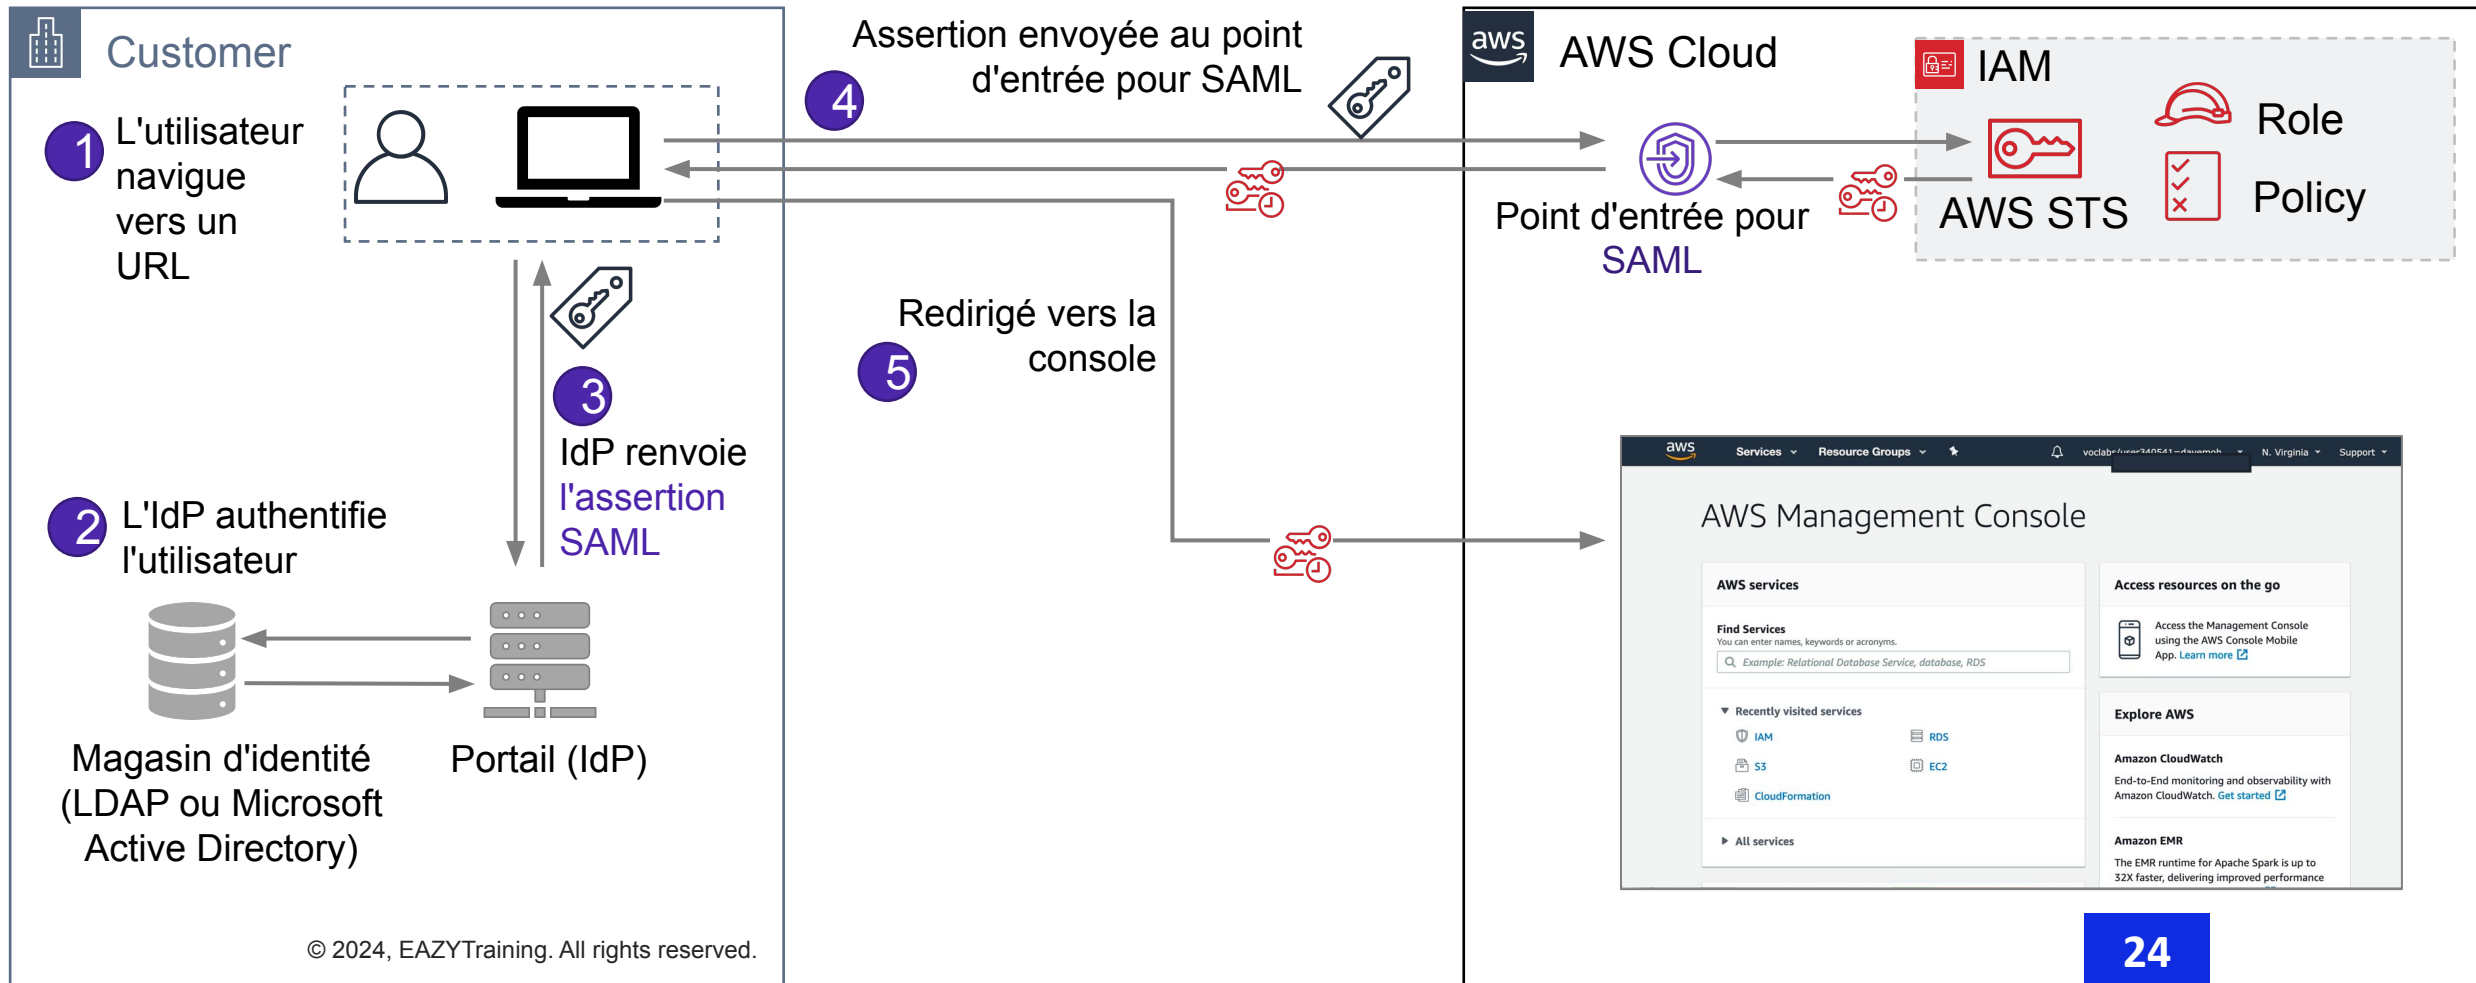 Customer
1
L'utilisateur
navigue
vers un
URL
2
L'IdP authentifie
l'utilisateur
3
IdP renvoie
l'assertion
SAML
Magasin d'identité
(LDAP ou Microsoft
Active Directory)
Portail (IdP)
© 2024, EAZYTraining. All rights reserved.
Assertion envoyée au point
d'entrée pour SAML
4
Redirigé vers la
console
5
aws
AWS Cloud
Point d'entrée pour
SAML
IAM
AWS STS
Role
Policy
aws
Services
Resource Groups
N. Virginia
Support
AWS Management Console
AWS services
Find Services
You can enter names, keywords or acronyms.
Example: Relational Database Service, database, RDS
Recently visited services
IAM
RDS
S3
EC2
CloudFormation
All services
Access resources on the go
Access the Management Console
using the AWS Console Mobile
App. Learn more
Explore AWS
Amazon CloudWatch
End-to-End monitoring and observability with
Amazon CloudWatch. Get started
Amazon EMR
The EMR runtime for Apache Spark is up to
32X faster, delivering improved performance
24